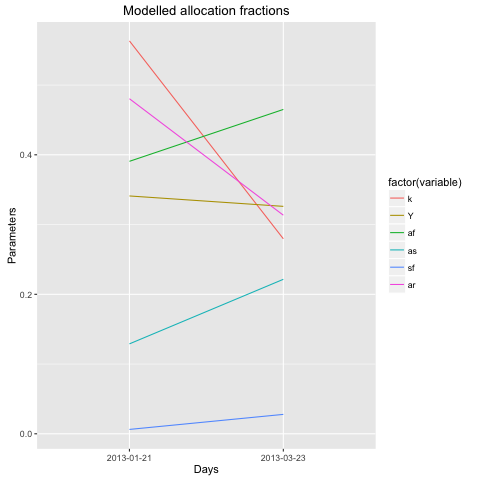 Modelled allocation fractions
Parameters
0.4
0.2
0.0
2013-01-21
2013-03-23
Days
factor(variable)
k
Y
af
as
sf
ar